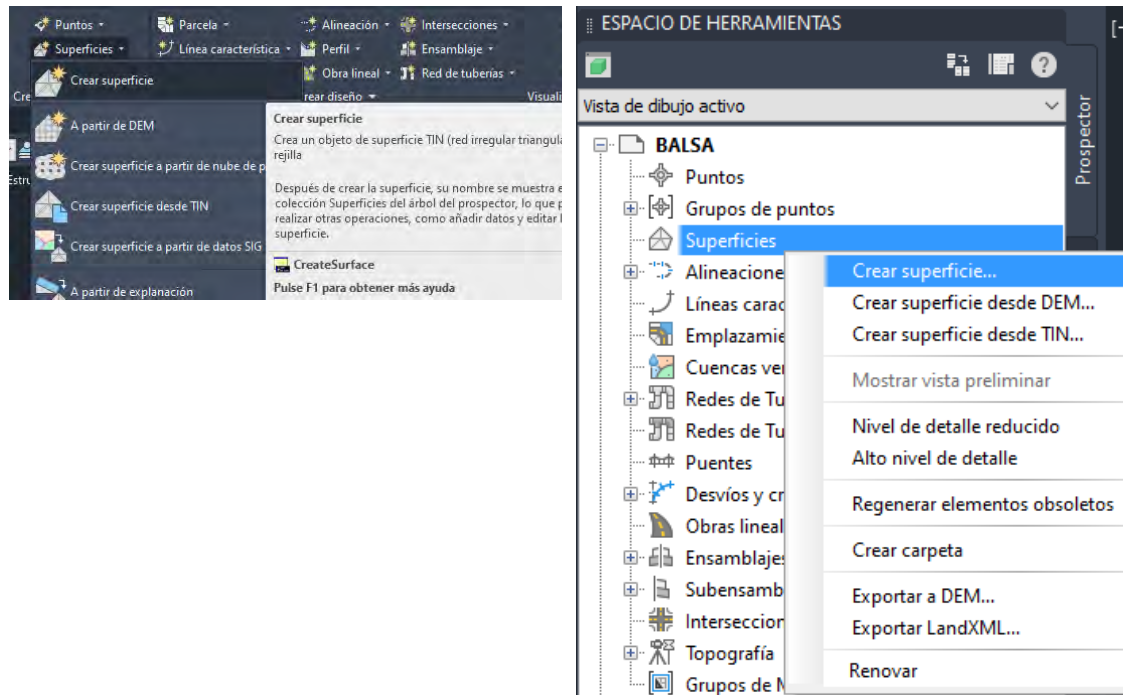 Puntos
Parcela
Alineación
Intersecciones
Superficies
Línea característica
Perfil
Ensamblaje
Crear superficie
Obra lineal
Red de tuberías
Cre
rear diseño
Visuali
A partir de DEM
Crear superficie a partir de nube de p
Estru
Crear superficie desde TIN
Crear superficie a partir de datos SIG
A partir de explanación
Crear superficie
Crea un objeto de superficie TIN (red irregular triangula
rejilla
Después de crear la superficie, su nombre se muestra e
colección Superficies del árbol del prospector, lo que p
realizar otras operaciones, como añadir datos y editar l
superficie.
CreateSurface
Pulse F1 para obtener más ayuda
ESPACIO DE HERRAMIENTAS
[-
Vista de dibujo activo
Prospector
BALSA
Puntos
Grupos de puntos
Superficies
Alineacione
Líneas carac
Emplazamie
Cuencas ver
Redes de Tu
Redes de Tu
Puentes
Desvíos y cr
Obras lineal
Ensamblajes
Subensamb
Interseccion
Topografía
Grupos de M
Crear superficie...
Crear superficie desde DEM...
Crear superficie desde TIN...
Mostrar vista preliminar
Nivel de detalle reducido
Alto nivel de detalle
Regenerar elementos obsoletos
Crear carpeta
Exportar a DEM...
Exportar LandXML...
Renovar